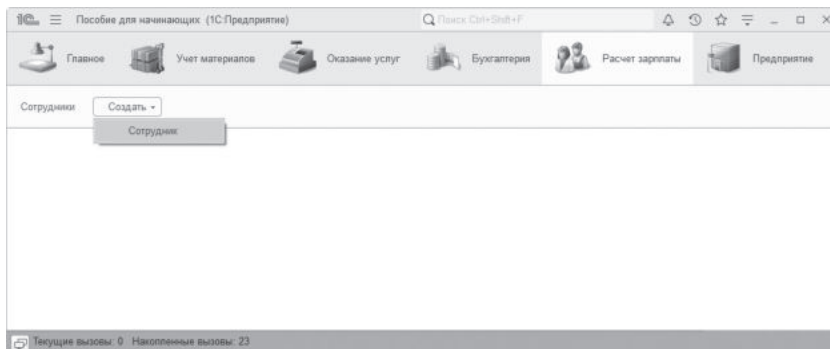 1С Пособие для начинающих (1С:Предприятие) Поиск Ctrl+Shift+F
Главное Учет материалов Оказание услуг Бухгалтерия Расчет зарплаты Предприятие
Сотрудники Создать
Сотрудник
Текущие вызовы: 0 Накопленные вызовы: 23